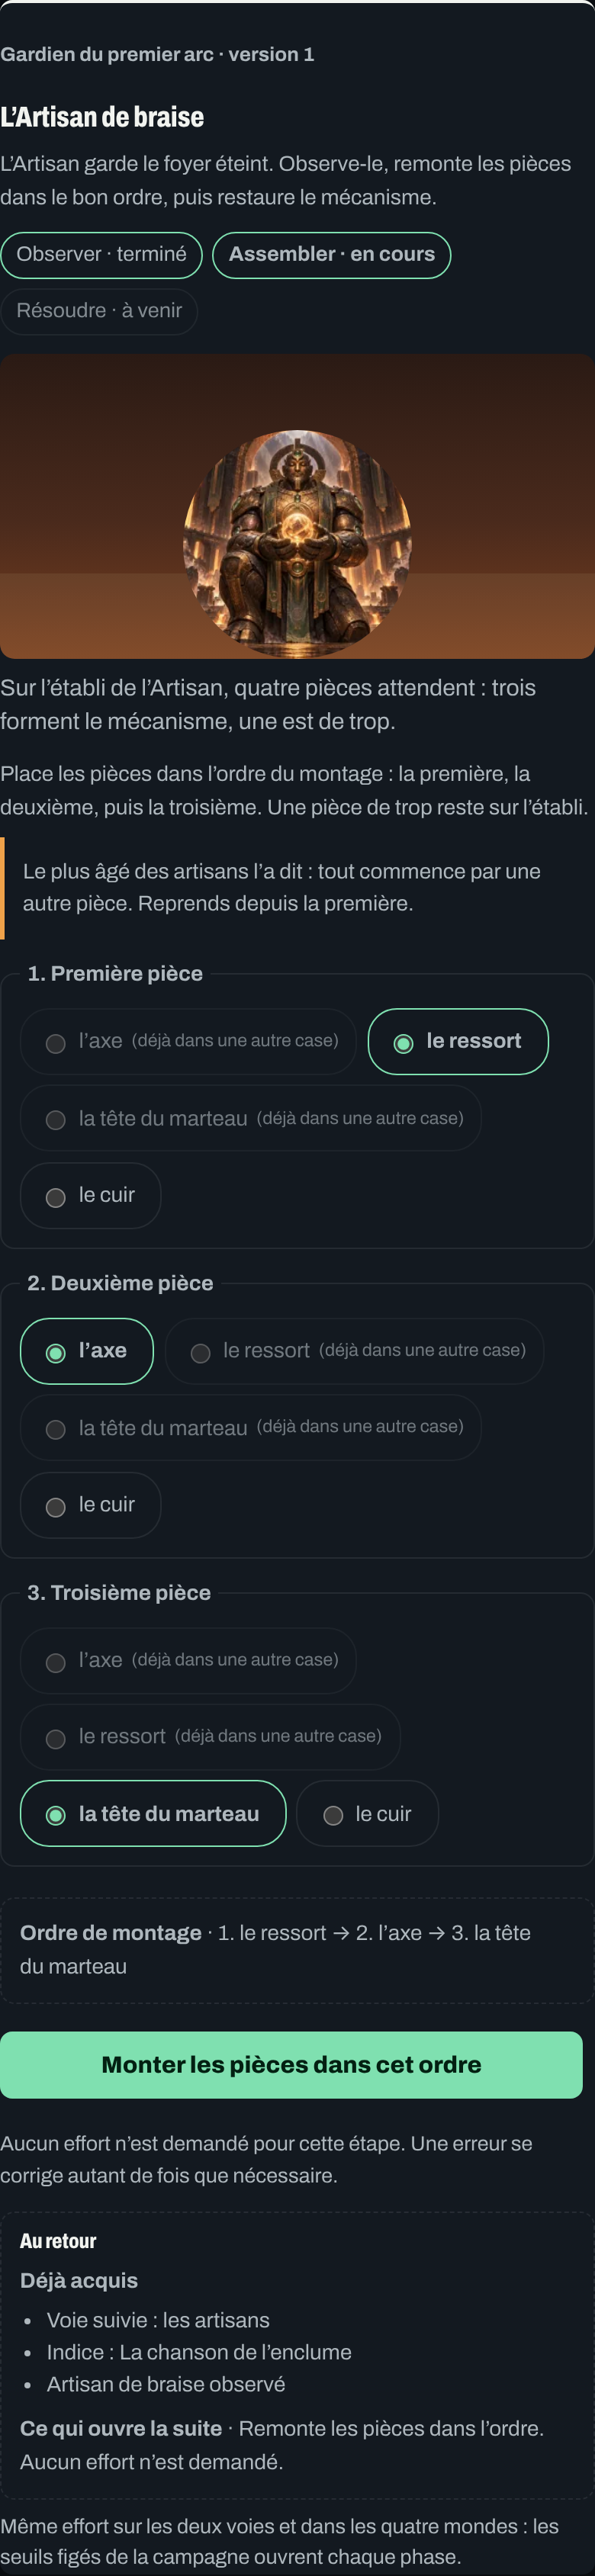 Gardien du premier arc · version 1
L’Artisan de braise
L’Artisan garde le foyer éteint. Observe-le, remonte les pièces
dans le bon ordre, puis restaure le mécanisme.
Observer · terminé
Assembler · en cours
Résoudre · à venir
Sur l’établi de l’Artisan, quatre pièces attendent : trois
forment le mécanisme, une est de trop.
Place les pièces dans l’ordre du montage : la première, la
deuxième, puis la troisième. Une pièce de trop reste sur l’établi.
Le plus âgé des artisans l’a dit : tout commence par une
autre pièce. Reprends depuis la première.
1. Première pièce
l’axe (déjà dans une autre case)
le ressort
la tête du marteau (déjà dans une autre case)
le cuir
2. Deuxième pièce
l’axe
le ressort (déjà dans une autre case)
la tête du marteau (déjà dans une autre case)
le cuir
3. Troisième pièce
l’axe (déjà dans une autre case)
le ressort (déjà dans une autre case)
la tête du marteau
le cuir
Ordre de montage · 1. le ressort → 2. l’axe → 3. la tête
du marteau
Monter les pièces dans cet ordre
Aucun effort n’est demandé pour cette étape. Une erreur se
corrige autant de fois que nécessaire.
Au retour
Déjà acquis
• Voie suivie : les artisans
• Indice : La chanson de l’enclume
• Artisan de braise observé
Ce qui ouvre la suite · Remonte les pièces dans l’ordre.
Aucun effort n’est demandé.
Même effort sur les deux voies et dans les quatre mondes : les
seuils figés de la campagne ouvrent chaque phase.